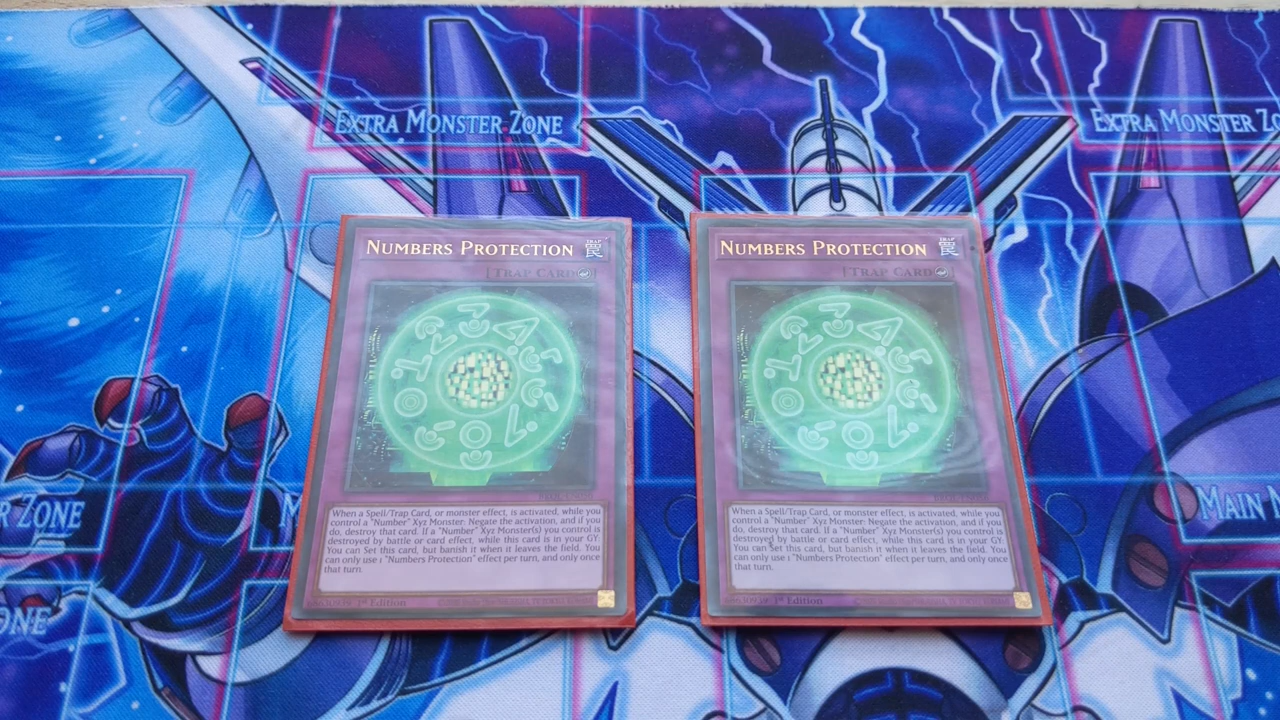 EXTRA MONSTER ZONE
EXTRA MONSTER
NUMBERS PROTECTION
TRAP
罠
[TRAP CARD
When a Spell/Trap Card, or monster effect, is activated, while you
control a "Number" Xyz Monster: Negate the activation, and if you
do, destroy that card. If a "Number" Xyz Monster(s) you control is
destroyed by battle or card effect, while this card is in your GY:
You can Set this card, but banish it when it leaves the field. You
can only use 1 "Numbers Protection" effect per turn, and only once
that turn.
1st Edition
NUMBERS PROTECTION
TRAP
罠
[TRAP CARD
When a Spell/Trap Card, or monster effect, is activated, while you
control a "Number" Xyz Monster: Negate the activation, and if you
do, destroy that card. If a "Number" Xyz Monster(s) you control is
destroyed by battle or card effect, while this card is in your GY:
You can Set this card, but banish it when it leaves the field. You
can only use 1 "Numbers Protection" effect per turn, and only once
that turn.
1st Edition
ZONE
MAIN